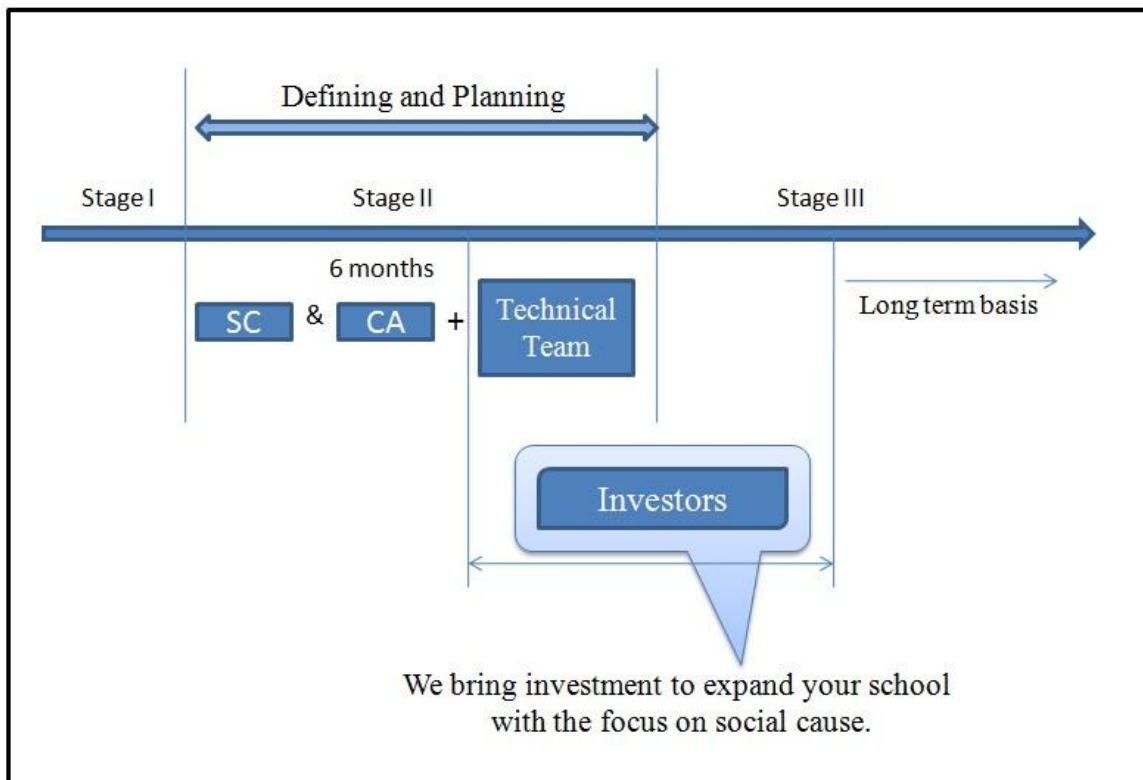 Defining and Planning
Stage I
Stage II
Stage III
6 months
SC & CA + Technical
Team
Long term basis
Investors
We bring investment to expand your school
with the focus on social cause.